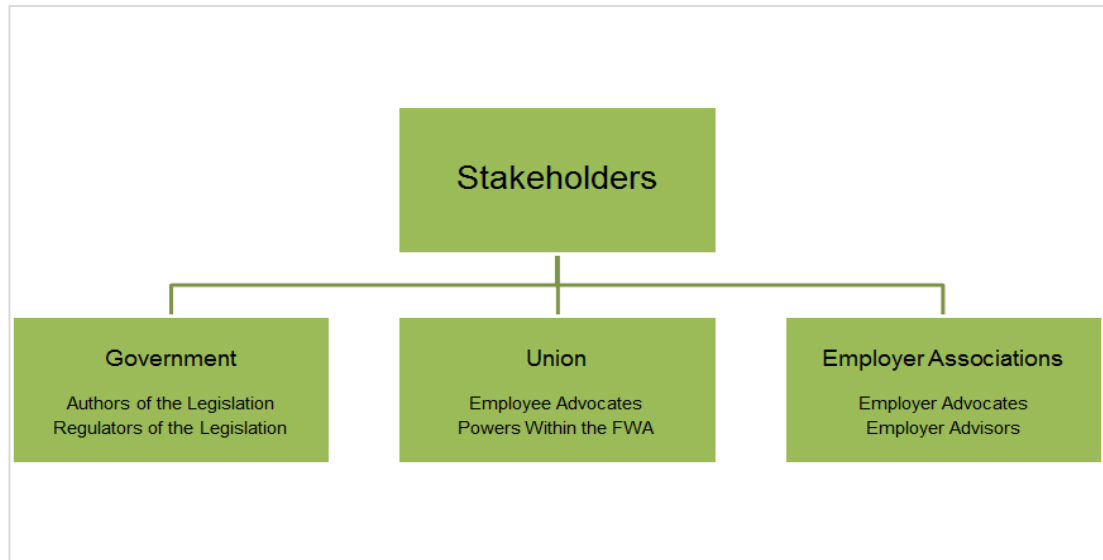 Stakeholders
Government
Authors of the Legislation
Regulators of the Legislation
Union
Employee Advocates
Powers Within the FWA
Employer Associations
Employer Advocates
Employer Advisors